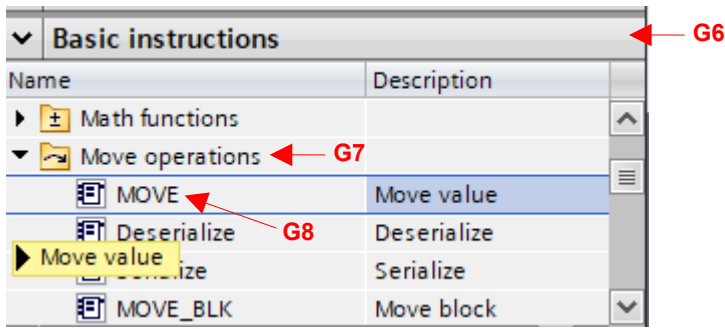 Basic instructions G6
Name Description
Math functions
Move operations G7
MOVE Move value
G8
Deserialize Deserialize
Move value
ize Serialize
MOVE_BLK Move block